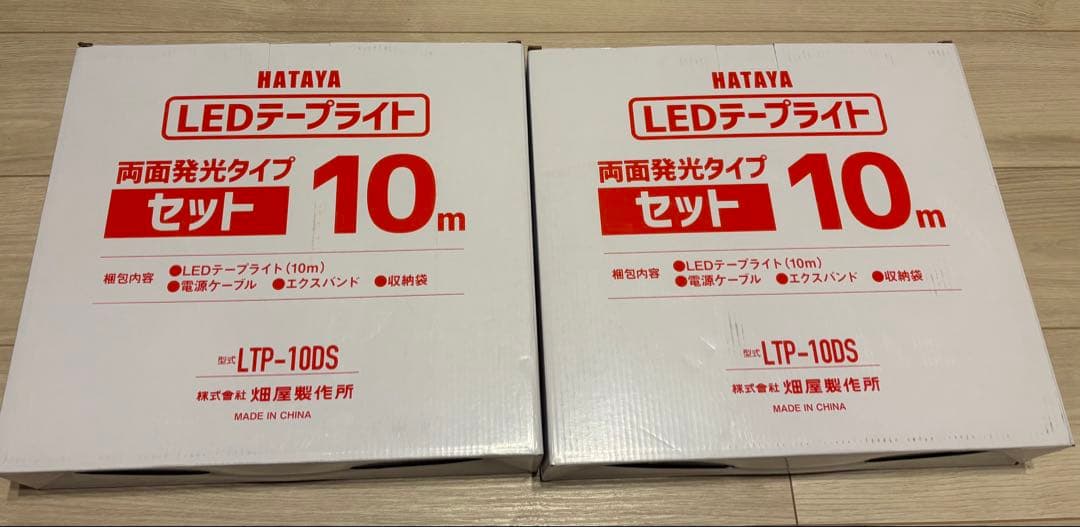 HATAYA
LEDテープライト
両面発光タイプ
セット
10m
梱包内容
●LEDテープライト(10m)
●電源ケーブル ●エクスバンド ●収納袋
型式 LTP-10DS
株式會社 畑屋製作所
MADE IN CHINA
HATAYA
LEDテープライト
両面発光タイプ
セット
10m
梱包内容
●LEDテープライト(10m)
●電源ケーブル ●エクスバンド ●収納袋
型式 LTP-10DS
株式會社 畑屋製作所
MADE IN CHINA